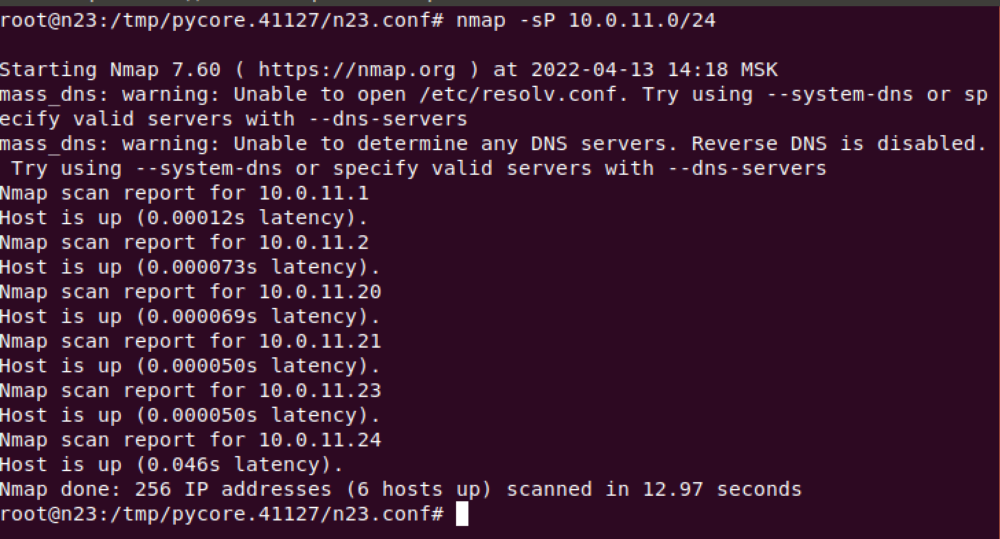 root@n23:/tmp/pycore.41127/n23.conf# nmap -sP 10.0.11.0/24
Starting Nmap 7.60 ( https://nmap.org ) at 2022-04-13 14:18 MSK
mass_dns: warning: Unable to open /etc/resolv.conf. Try using --system-dns or sp
ecify valid servers with --dns-servers
mass_dns: warning: Unable to determine any DNS servers. Reverse DNS is disabled.
 Try using --system-dns or specify valid servers with --dns-servers
Nmap scan report for 10.0.11.1
Host is up (0.00012s latency).
Nmap scan report for 10.0.11.2
Host is up (0.000073s latency).
Nmap scan report for 10.0.11.20
Host is up (0.000069s latency).
Nmap scan report for 10.0.11.21
Host is up (0.000050s latency).
Nmap scan report for 10.0.11.23
Host is up (0.000050s latency).
Nmap scan report for 10.0.11.24
Host is up (0.046s latency).
Nmap done: 256 IP addresses (6 hosts up) scanned in 12.97 seconds
root@n23:/tmp/pycore.41127/n23.conf#